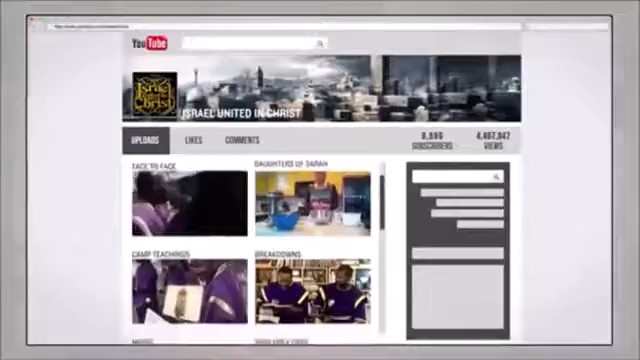 YouTube
Israel United In Christ
ISRAEL UNITED IN CHRIST
UPLOADS LIKES COMMENTS
SUBSCRIBERS VIEWS
FACE TO FACE
DAUGHTERS OF SARAH
CAMP TEACHINGS
BREAKDOWNS